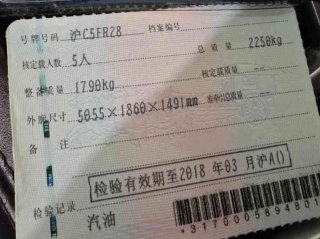 号牌号码 沪C5FR28 档案编号
核定载人数 5人 总质量 2250kg
整备质量 1790kg 核定载质量 --
外廓尺寸 5055×1860×1491mm 准牵引总质量 --
备注
检验有效期至2018年03月沪A()
检验记录
汽油
*3170005894801